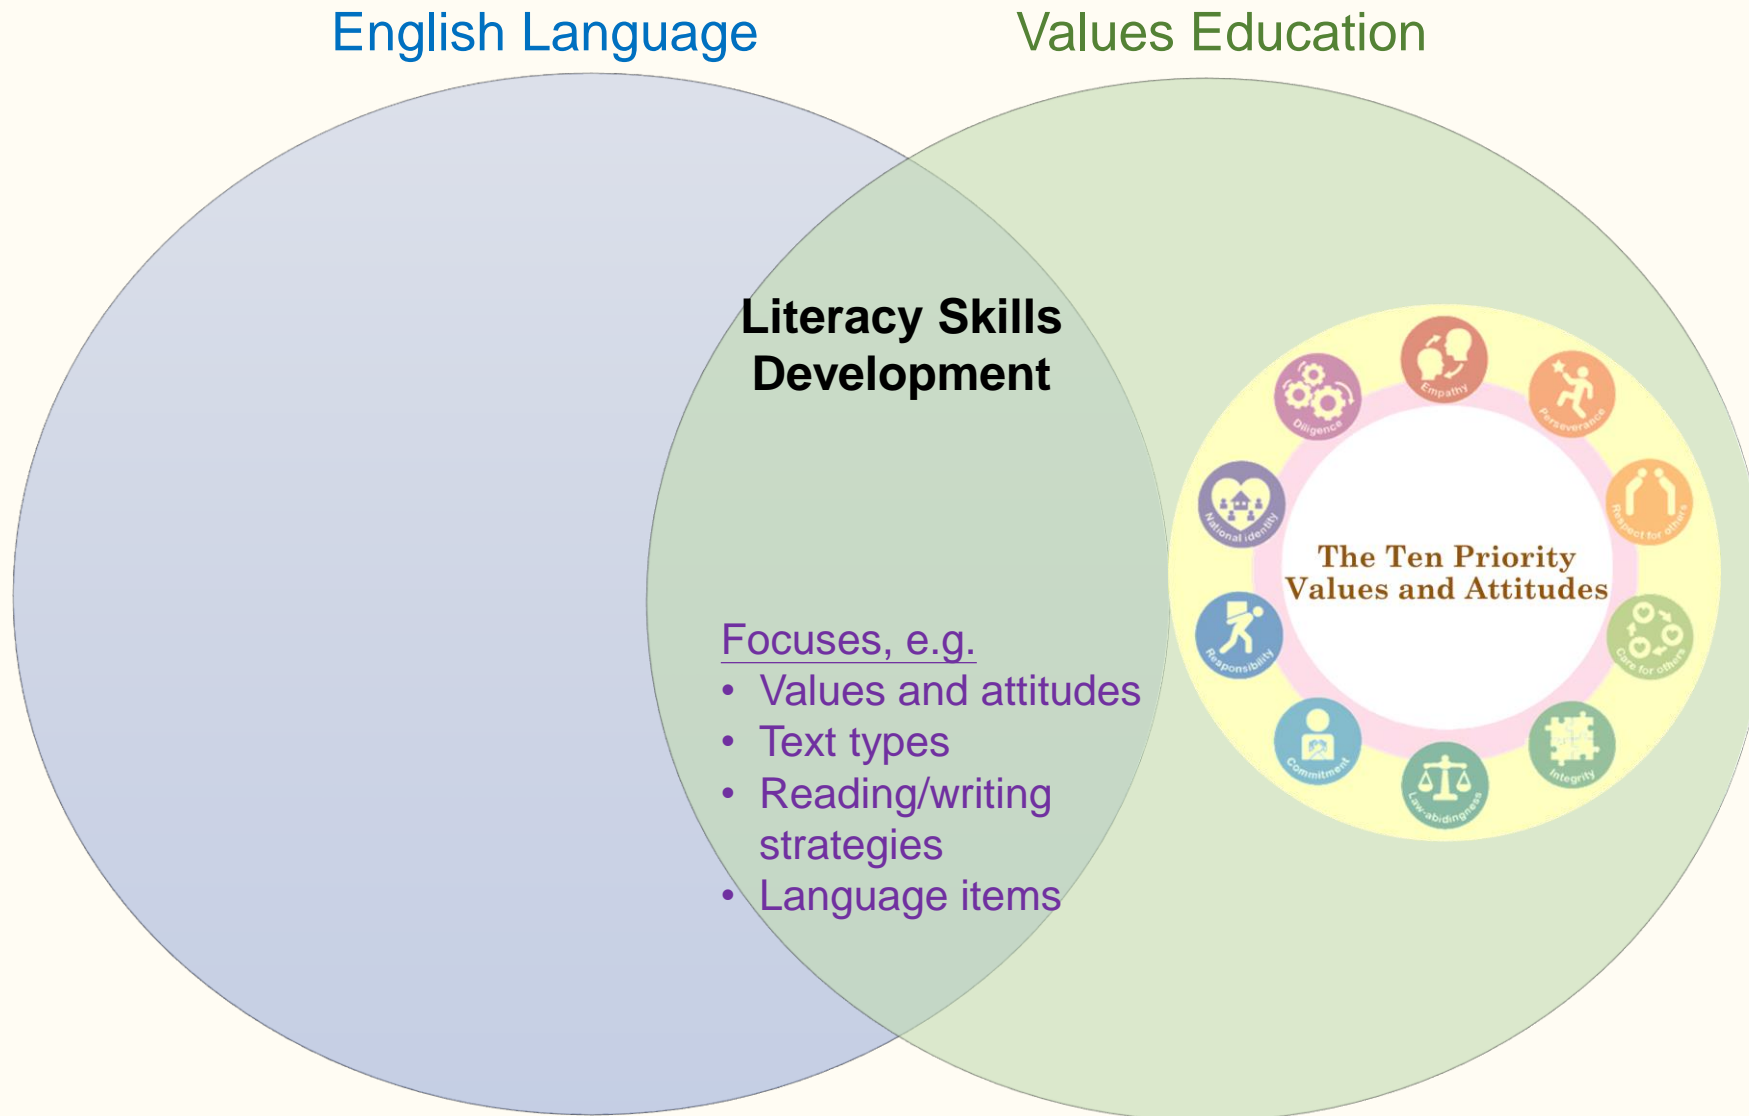 English Language
Values Education
Literacy Skills
Development
Focuses, e.g.
• Values and attitudes
• Text types
• Reading/writing
strategies
• Language items
The Ten Priority
Values and Attitudes
Empathy
Perseverance
Respect for others
Care for others
Integrity
Law-abidingness
Commitment
Responsibility
National identity
Diligence